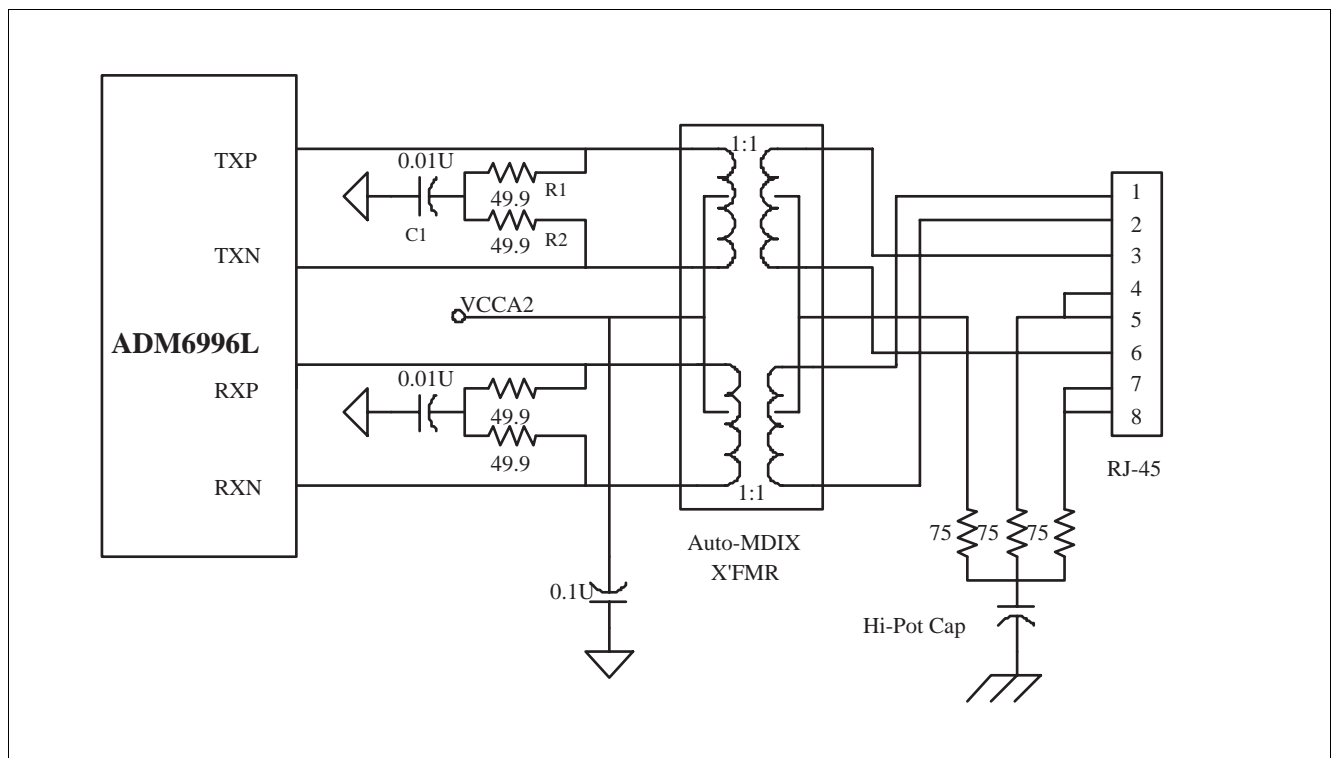 1:1
TXP
0.01U
R1
49.9
C1
49.9
R2
TXN
VCCA2
ADM6996L
RXP
0.01U
49.9
49.9
RXN
1:1
Auto-MDIX
X'FMR
0.1U
1
2
3
4
5
6
7
8
RJ-45
75
75
75
Hi-Pot Cap